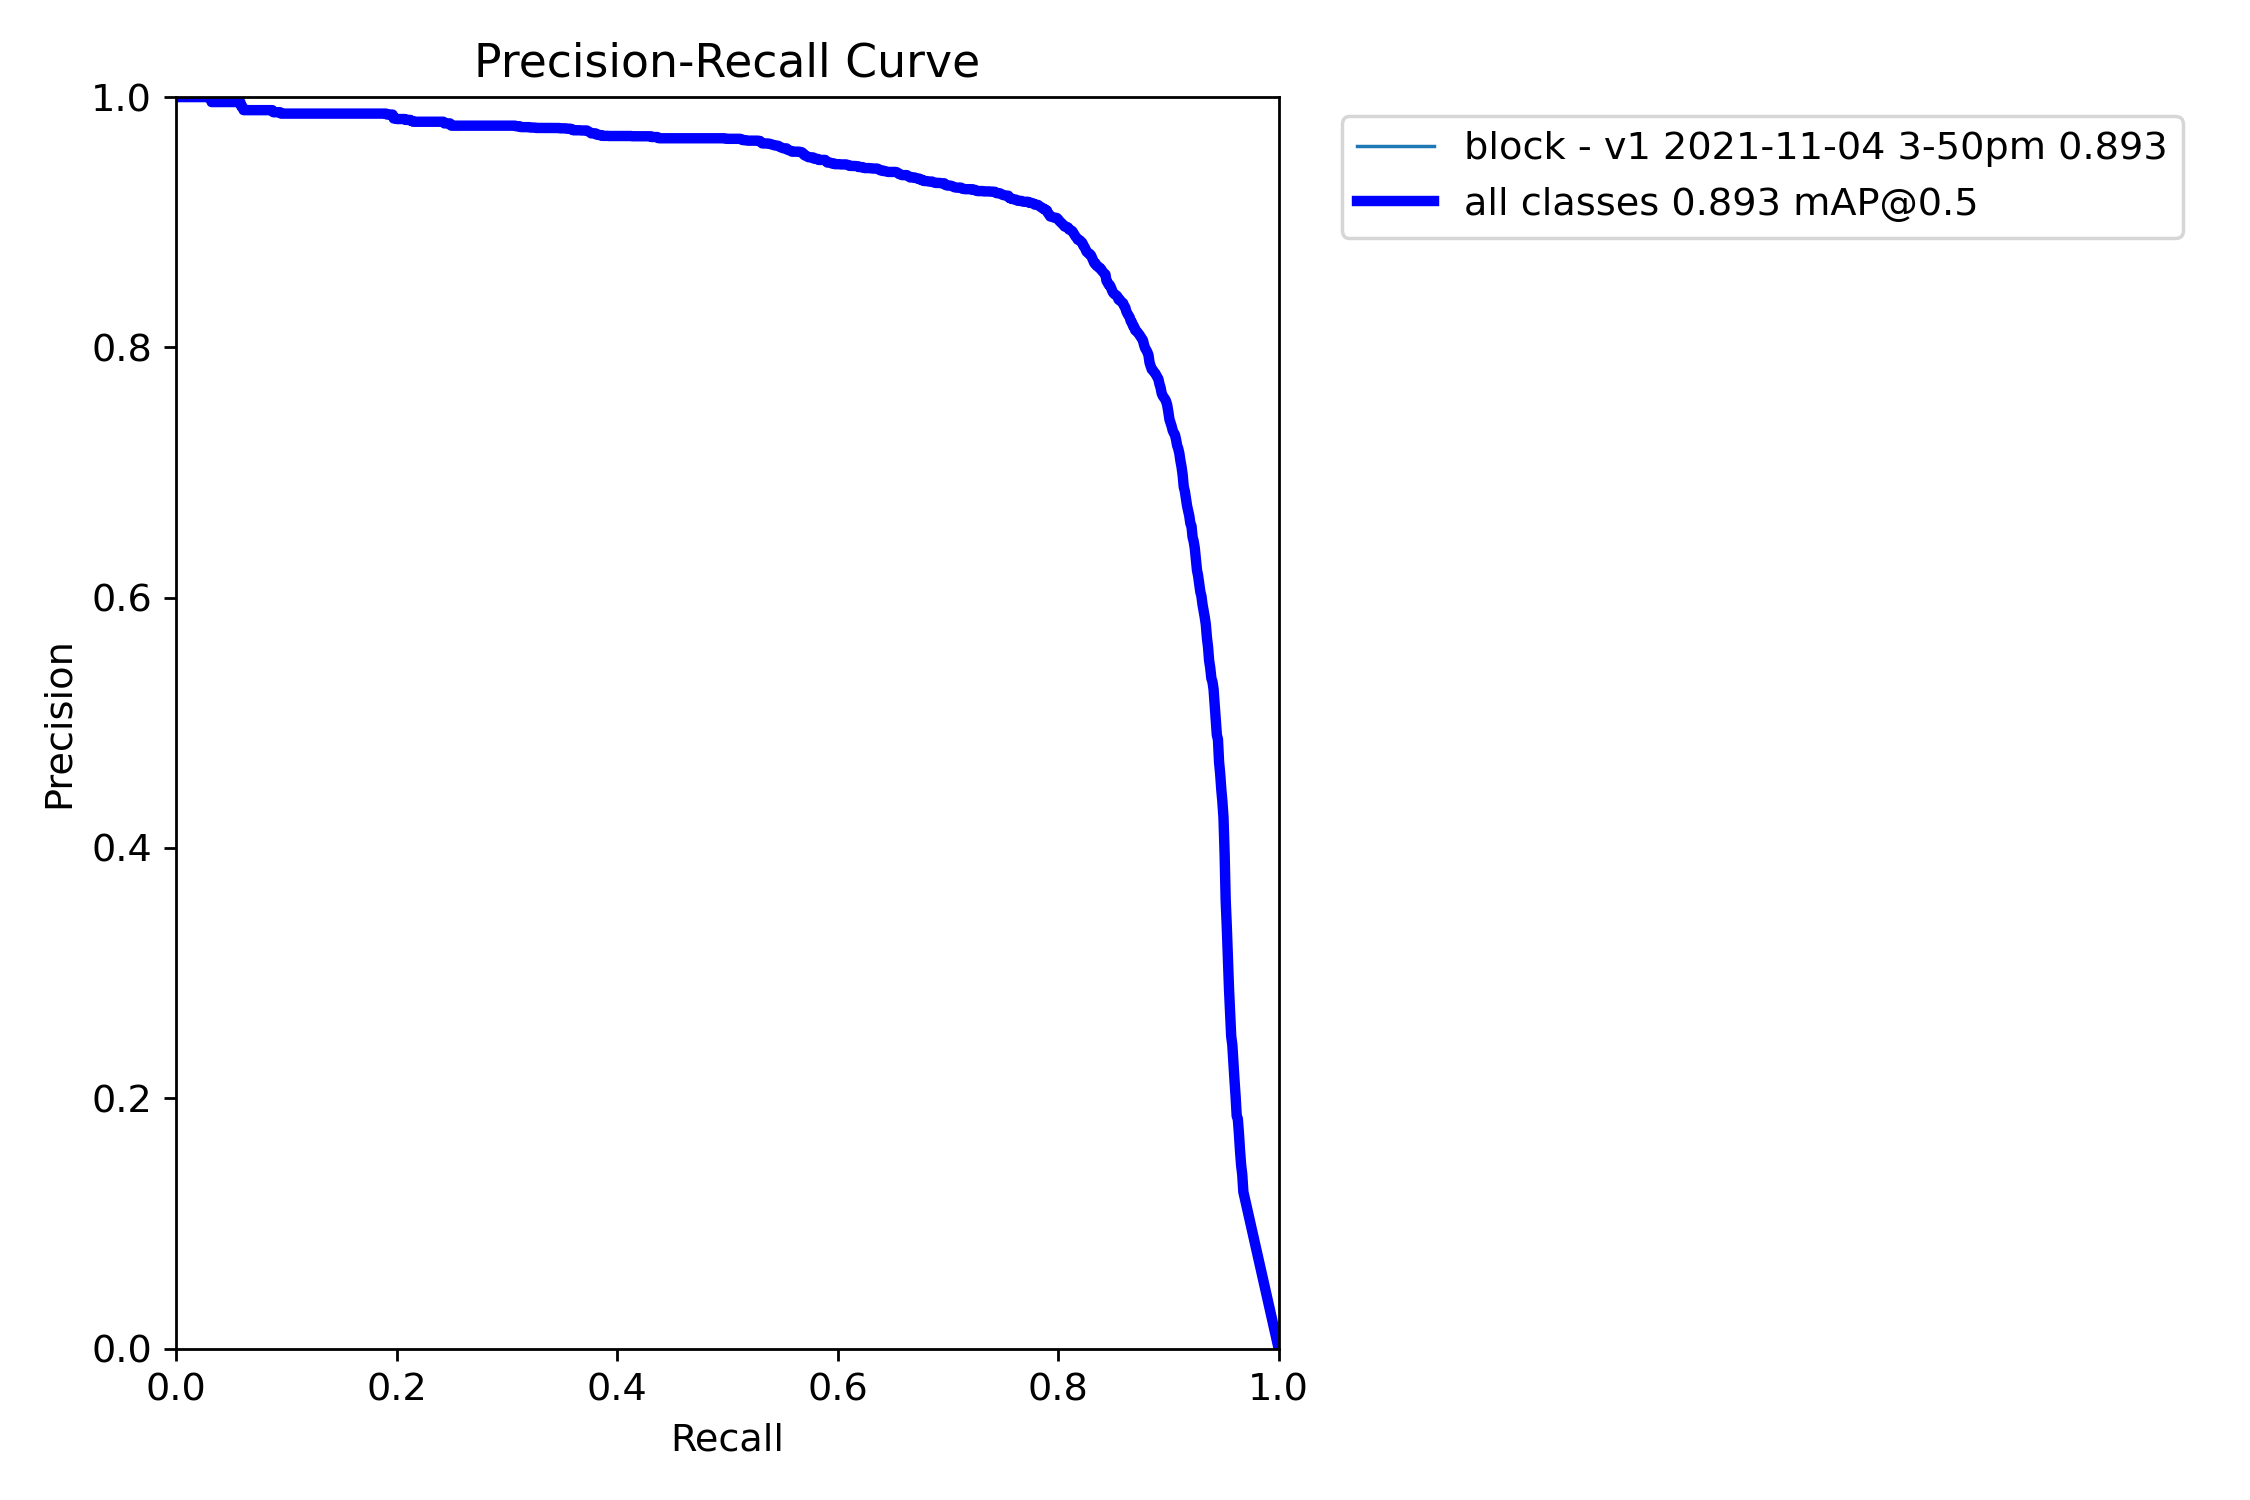 Precision-Recall Curve
1.0
0.8
0.6
0.4
0.2
0.0
Precision
0.0 0.2 0.4 0.6 0.8 1.0
Recall
block - v1 2021-11-04 3-50pm 0.893
all classes 0.893 mAP@0.5